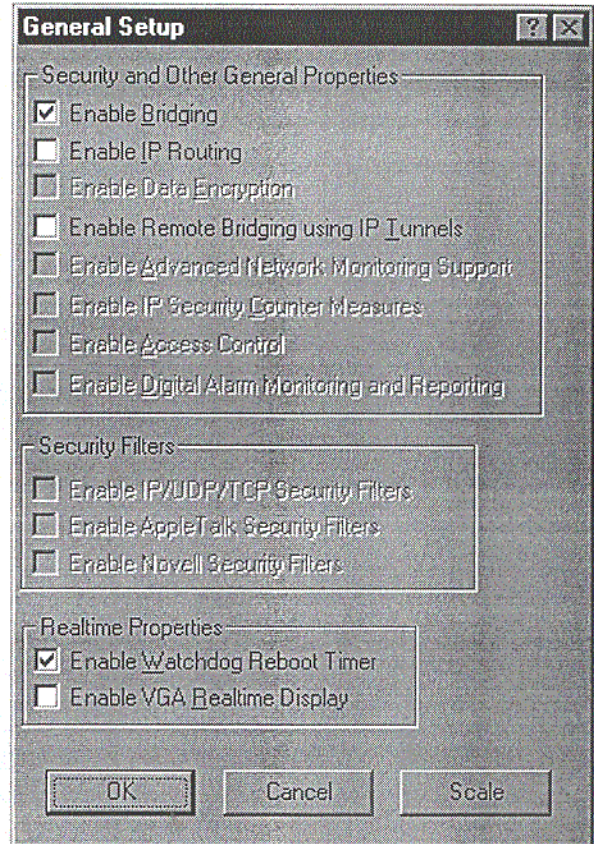 General Setup
Security and Other General Properties
Enable Bridging
Enable IP Routing
Enable Data Encryption
Enable Remote Bridging using IP Tunnels
Enable Advanced Network Monitoring Support
Enable IP Security Counter Measures
Enable Access Control
Enable Digital Alarm Monitoring and Reporting
Security Filters
Enable IP/UDP/TCP Security Filters
Enable AppleTalk Security Filters
Enable Novell Security Filters
Realtime Properties
Enable Watchdog Reboot Timer
Enable VGA Realtime Display
OK Cancel Scale